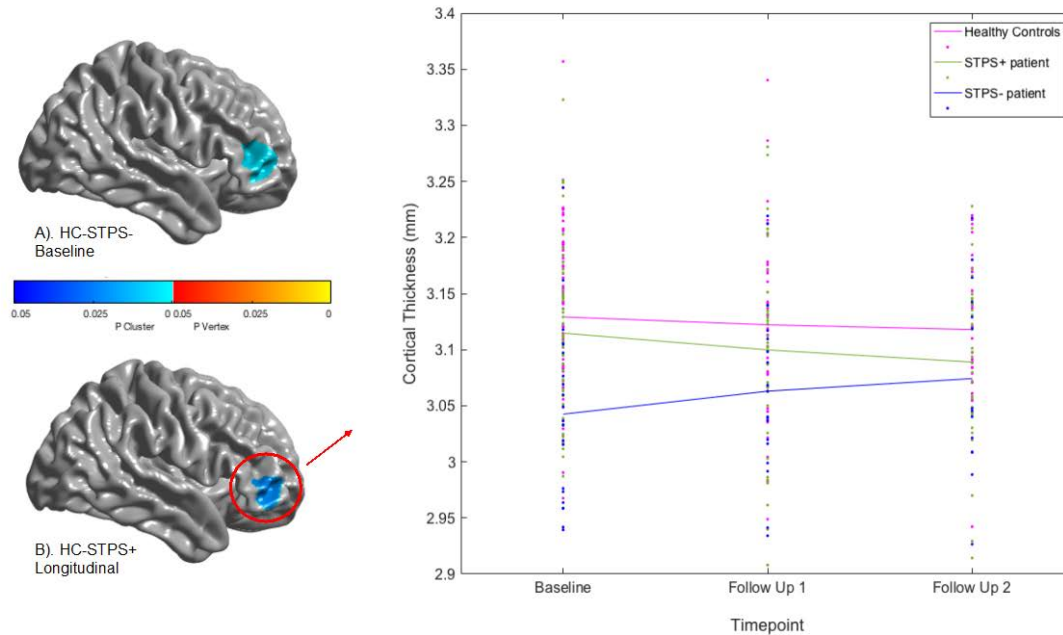 A). HC-STPS-
Baseline
0.05 0.025 0.05 0.025 0
P Cluster P Vertex
B). HC-STPS+
Longitudinal
3.4
3.35
3.3
3.25
3.2
3.15
3.1
3.05
3
2.95
2.9
Cortical Thickness (mm)
Healthy Controls
STPS+ patient
STPS- patient
Baseline Follow Up 1 Follow Up 2
Timepoint